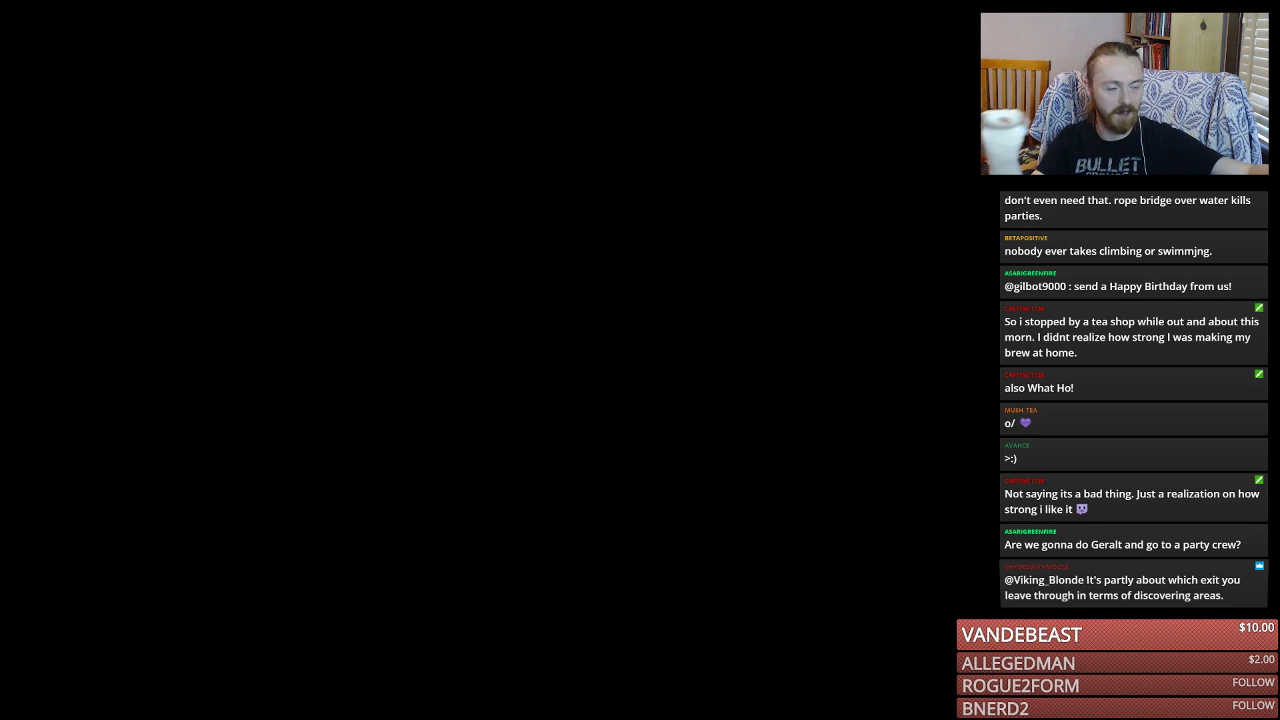 BULLET
don't even need that. rope bridge over water kills
parties.
BETAPOSITIVE
nobody ever takes climbing or swimmjng.
ASARIGREENFIRE
@gilbot9000 : send a Happy Birthday from us!
So i stopped by a tea shop while out and about this
morn. I didnt realize how strong I was making my
brew at home.
also What Ho!
MUSH_TEA
o/ 💜
AVAHCE
>:)
Not saying its a bad thing. Just a realization on how
strong i like it
ASARIGREENFIRE
Are we gonna do Geralt and go to a party crew?
RHYMESWITHMOOSE
@Viking_Blonde It's partly about which exit you
leave through in terms of discovering areas.
VANDEBEAST $10.00
ALLEGEDMAN $2.00
ROGUE2FORM FOLLOW
BNERD2 FOLLOW